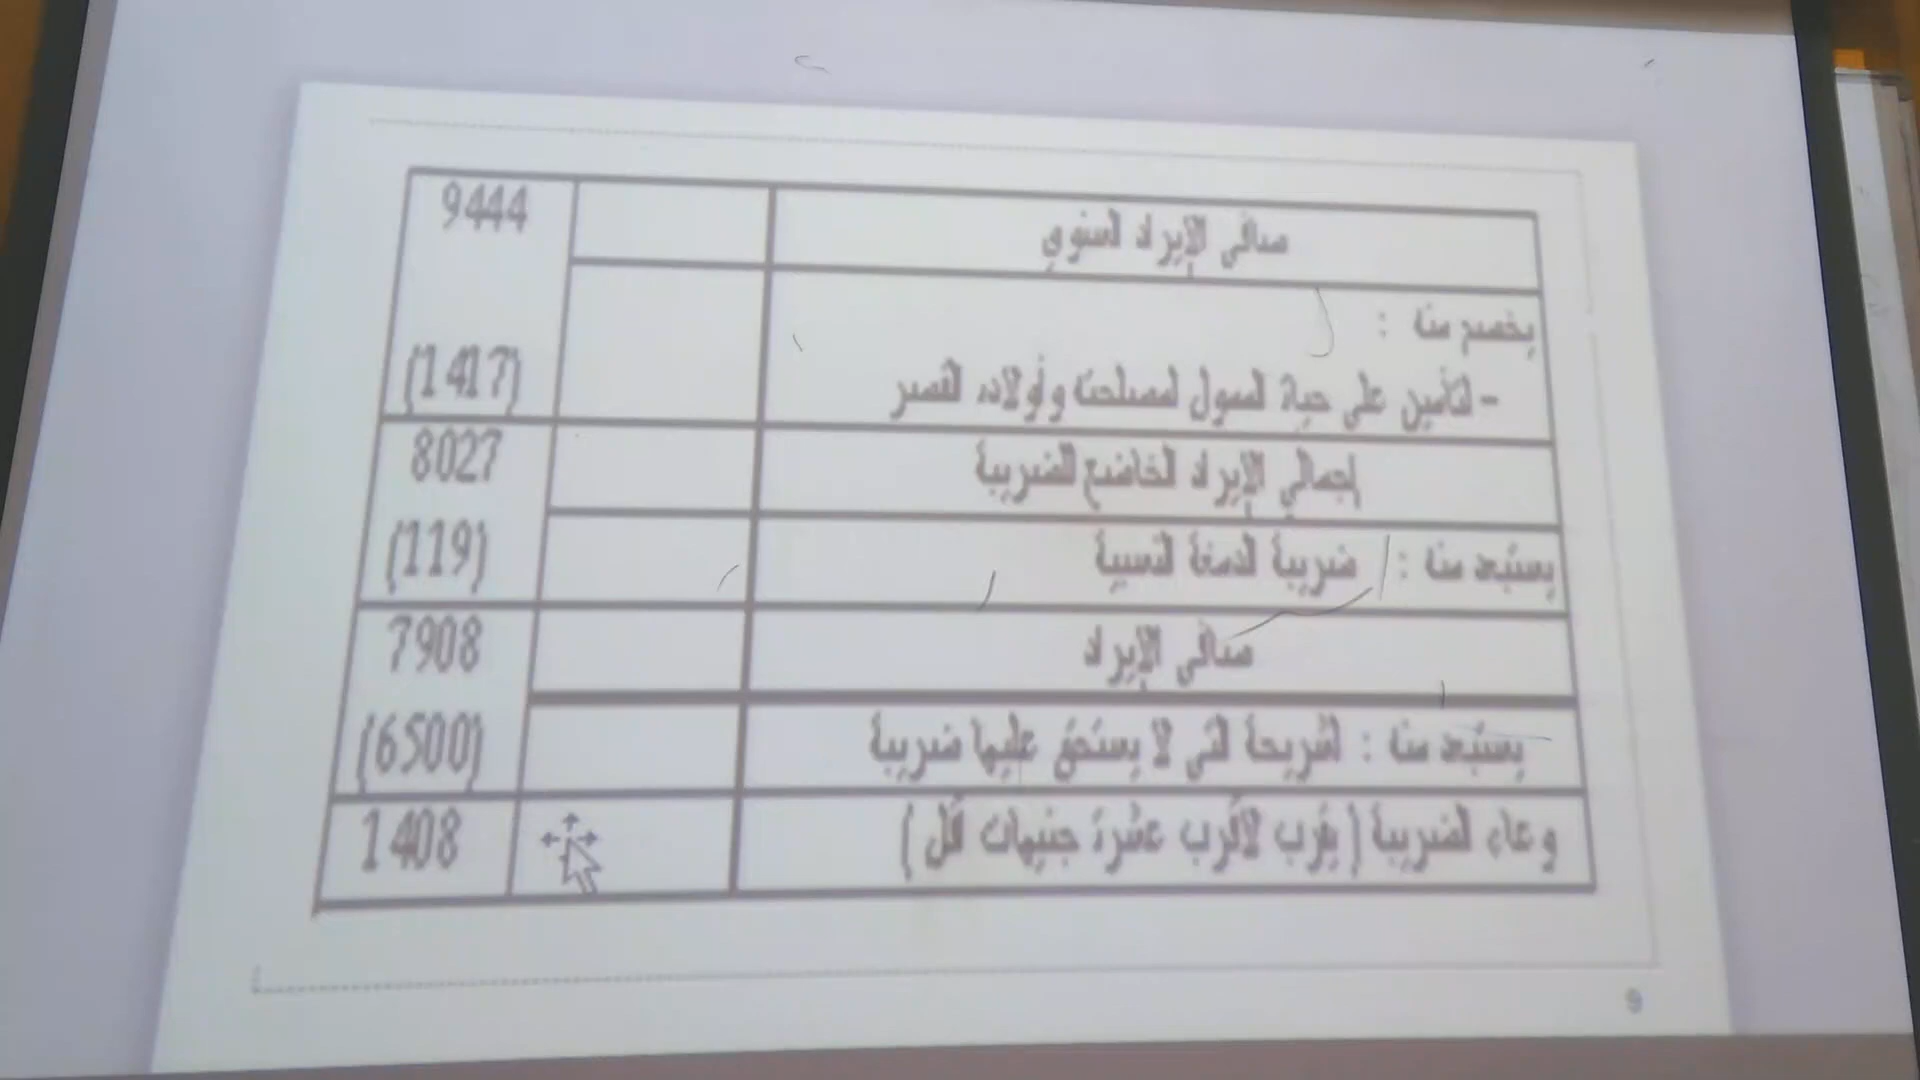 صافي الإيراد السنوي 9444
يخصم منه :
- التأمين على حياة الممول لمصلحته وأولاده القصر (1417)
إجمالي الإيراد الخاضع للضريبة 8027
يستبعد منه : ضريبة الدمغة النسبية (119)
صافي الإيراد 7908
يستبعد منه : الشريحة التي لا يستحق عليها ضريبة (6500)
وعاء الضريبة ( يقرب لأقرب عشرة جنيهات أقل ) 1408
9